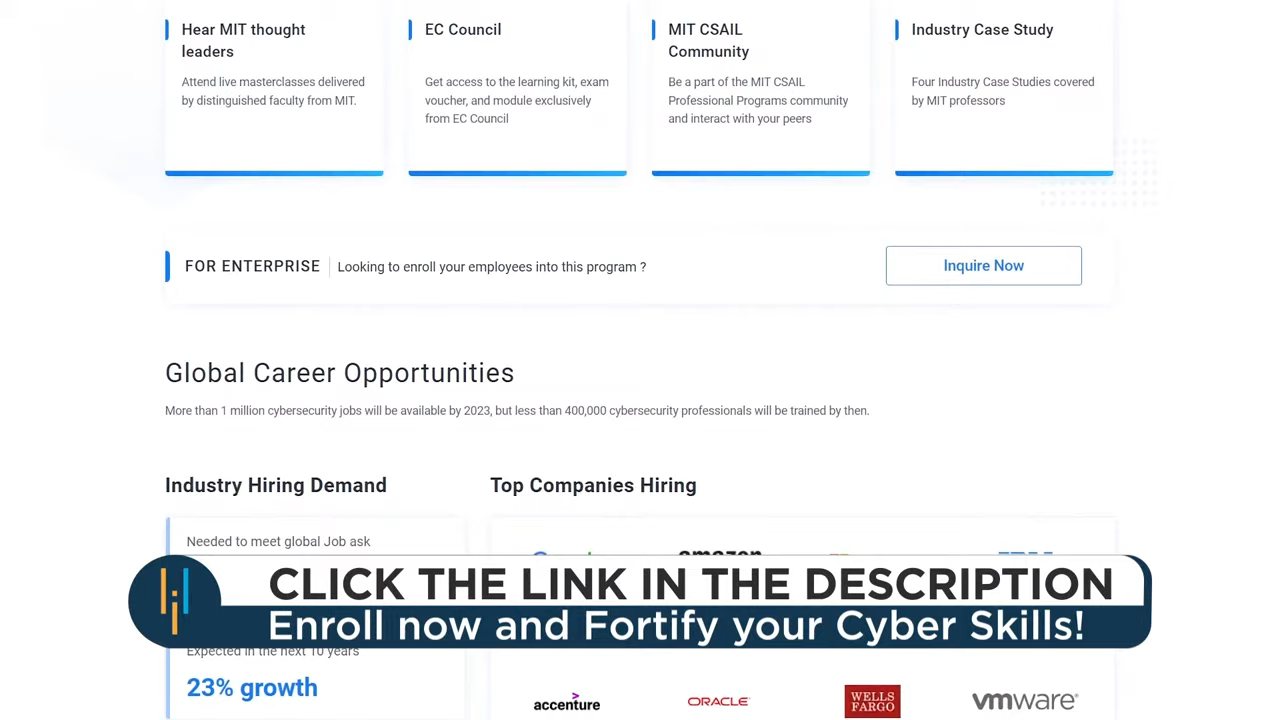 Hear MIT thought
leaders
Attend live masterclasses delivered
by distinguished faculty from MIT.
EC Council
Get access to the learning kit, exam
voucher, and module exclusively
from EC Council
MIT CSAIL
Community
Be a part of the MIT CSAIL
Professional Programs community
and interact with your peers
Industry Case Study
Four Industry Case Studies covered
by MIT professors
FOR ENTERPRISE
Looking to enroll your employees into this program ?
Inquire Now
Global Career Opportunities
More than 1 million cybersecurity jobs will be available by 2023, but less than 400,000 cybersecurity professionals will be trained by then.
Industry Hiring Demand
Top Companies Hiring
Needed to meet global Job ask
amazon
CLICK THE LINK IN THE DESCRIPTION
Enroll now and Fortify your Cyber Skills!
Expected in the next 10 years
23% growth
accenture
ORACLE
WELLS
FARGO
vmware